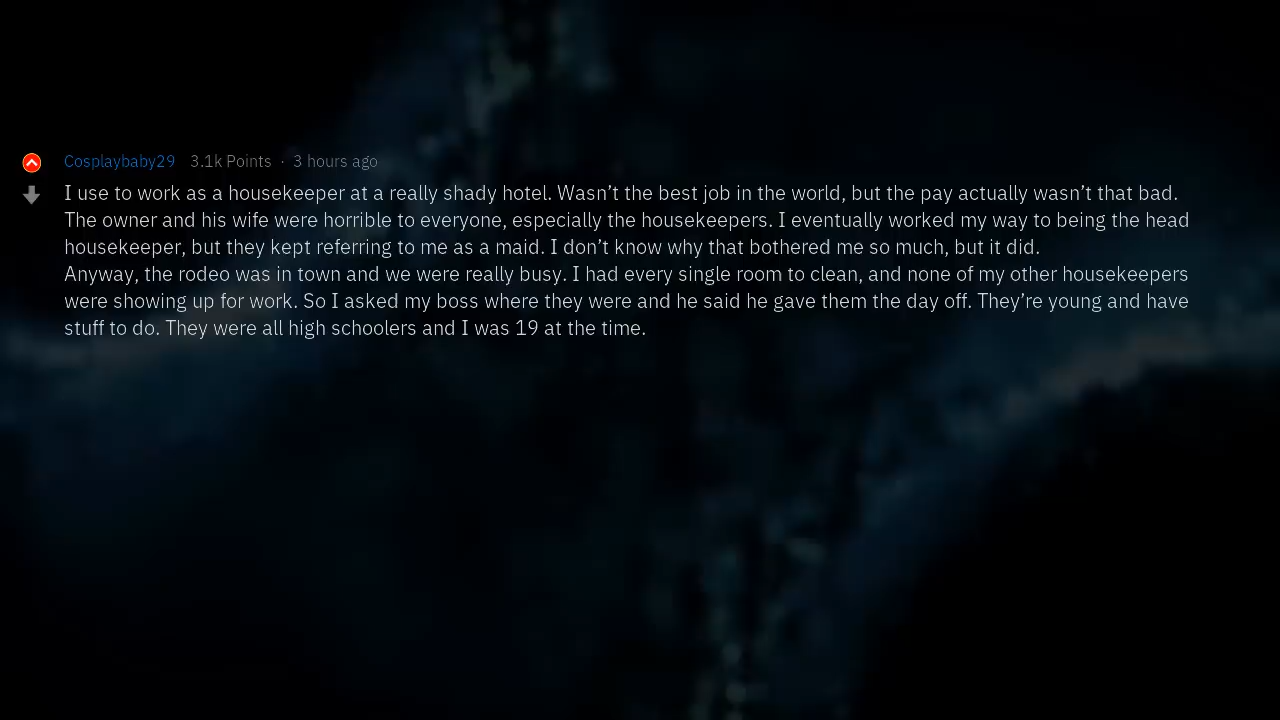 Cosplaybaby29 3.1k Points · 3 hours ago
I use to work as a housekeeper at a really shady hotel. Wasn’t the best job in the world, but the pay actually wasn’t that bad.
The owner and his wife were horrible to everyone, especially the housekeepers. I eventually worked my way to being the head
housekeeper, but they kept referring to me as a maid. I don’t know why that bothered me so much, but it did.
Anyway, the rodeo was in town and we were really busy. I had every single room to clean, and none of my other housekeepers
were showing up for work. So I asked my boss where they were and he said he gave them the day off. They’re young and have
stuff to do. They were all high schoolers and I was 19 at the time.